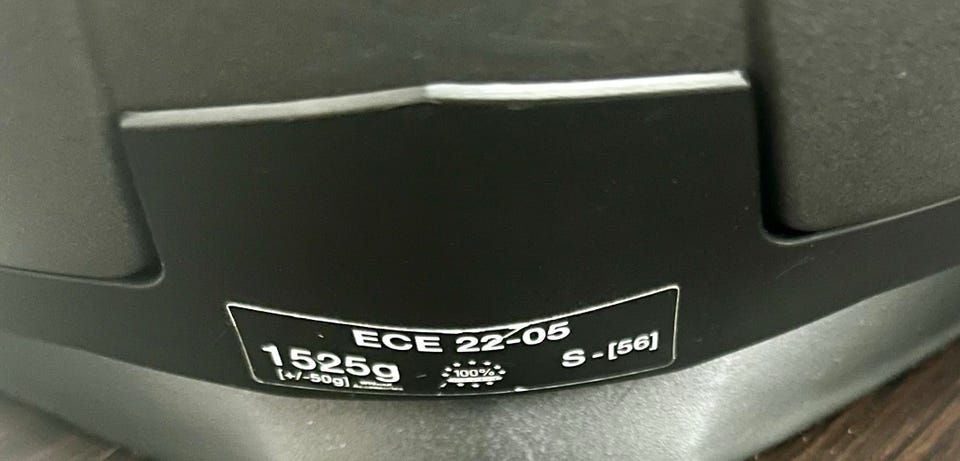 ECE 22-05
1525g
[+/-50g]
100%
S - [56]